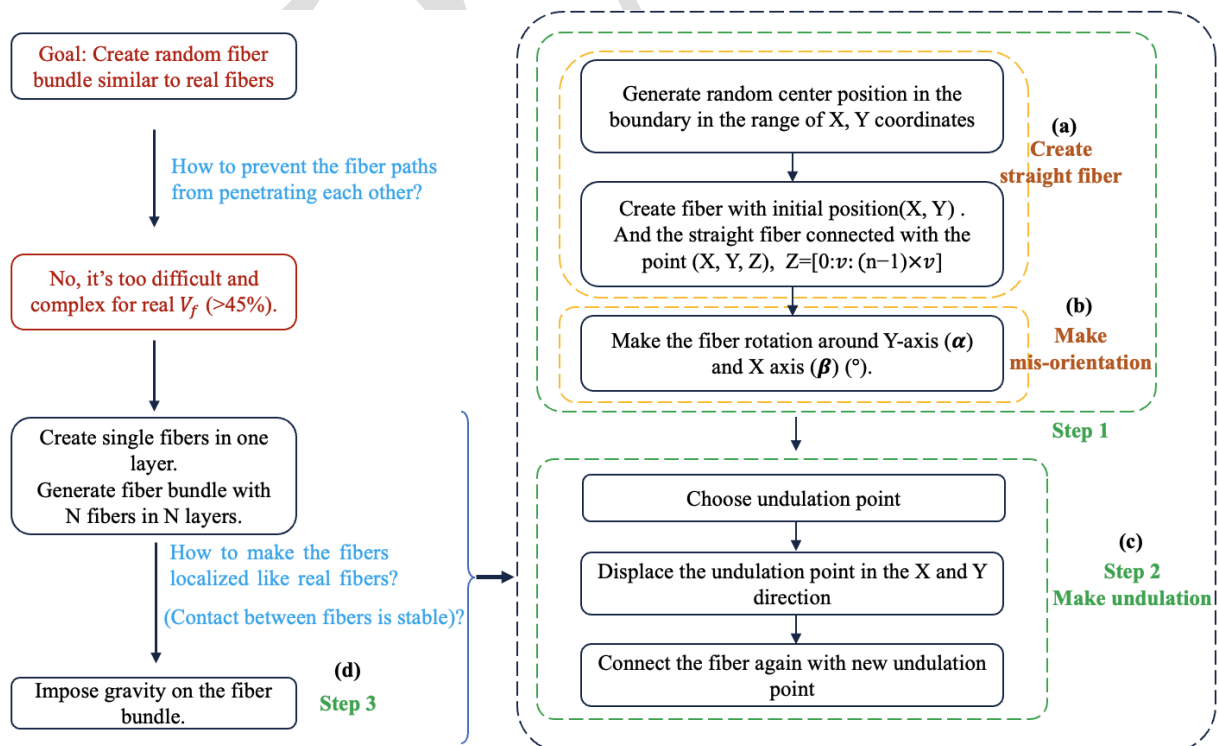 Goal: Create random fiber
bundle similar to real fibers
How to prevent the fiber paths
from penetrating each other?
No, it's too difficult and
complex for real V_f (>45%).
Create single fibers in one
layer.
Generate fiber bundle with
N fibers in N layers.
How to make the fibers
localized like real fibers?
(Contact between fibers is stable)?
Impose gravity on the fiber
bundle.
(d)
Step 3
Generate random center position in the
boundary in the range of X, Y coordinates
Create fiber with initial position(X, Y) .
And the straight fiber connected with the
point (X, Y, Z), Z=[0:v: (n−1)×v]
(a)
Create
straight fiber
Make the fiber rotation around Y-axis (α)
and X axis (β) (°).
(b)
Make
mis-orientation
Step 1
Choose undulation point
Displace the undulation point in the X and Y
direction
Connect the fiber again with new undulation
point
(c)
Step 2
Make undulation